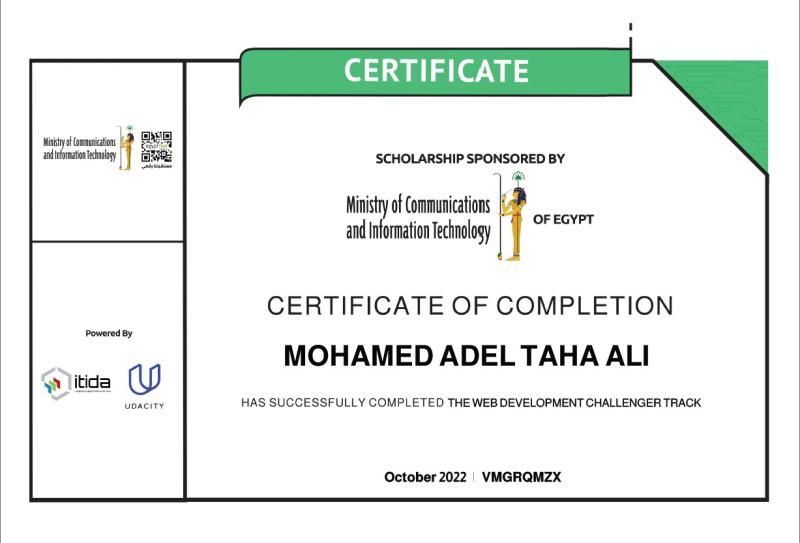 CERTIFICATE
Ministry of Communications
and Information Technology
مستقبلنا رقمي
Powered By
itida
UDACITY
SCHOLARSHIP SPONSORED BY
Ministry of Communications
and Information Technology
OF EGYPT
CERTIFICATE OF COMPLETION
MOHAMED ADEL TAHA ALI
HAS SUCCESSFULLY COMPLETED THE WEB DEVELOPMENT CHALLENGER TRACK
October 2022 | VMGRQMZX